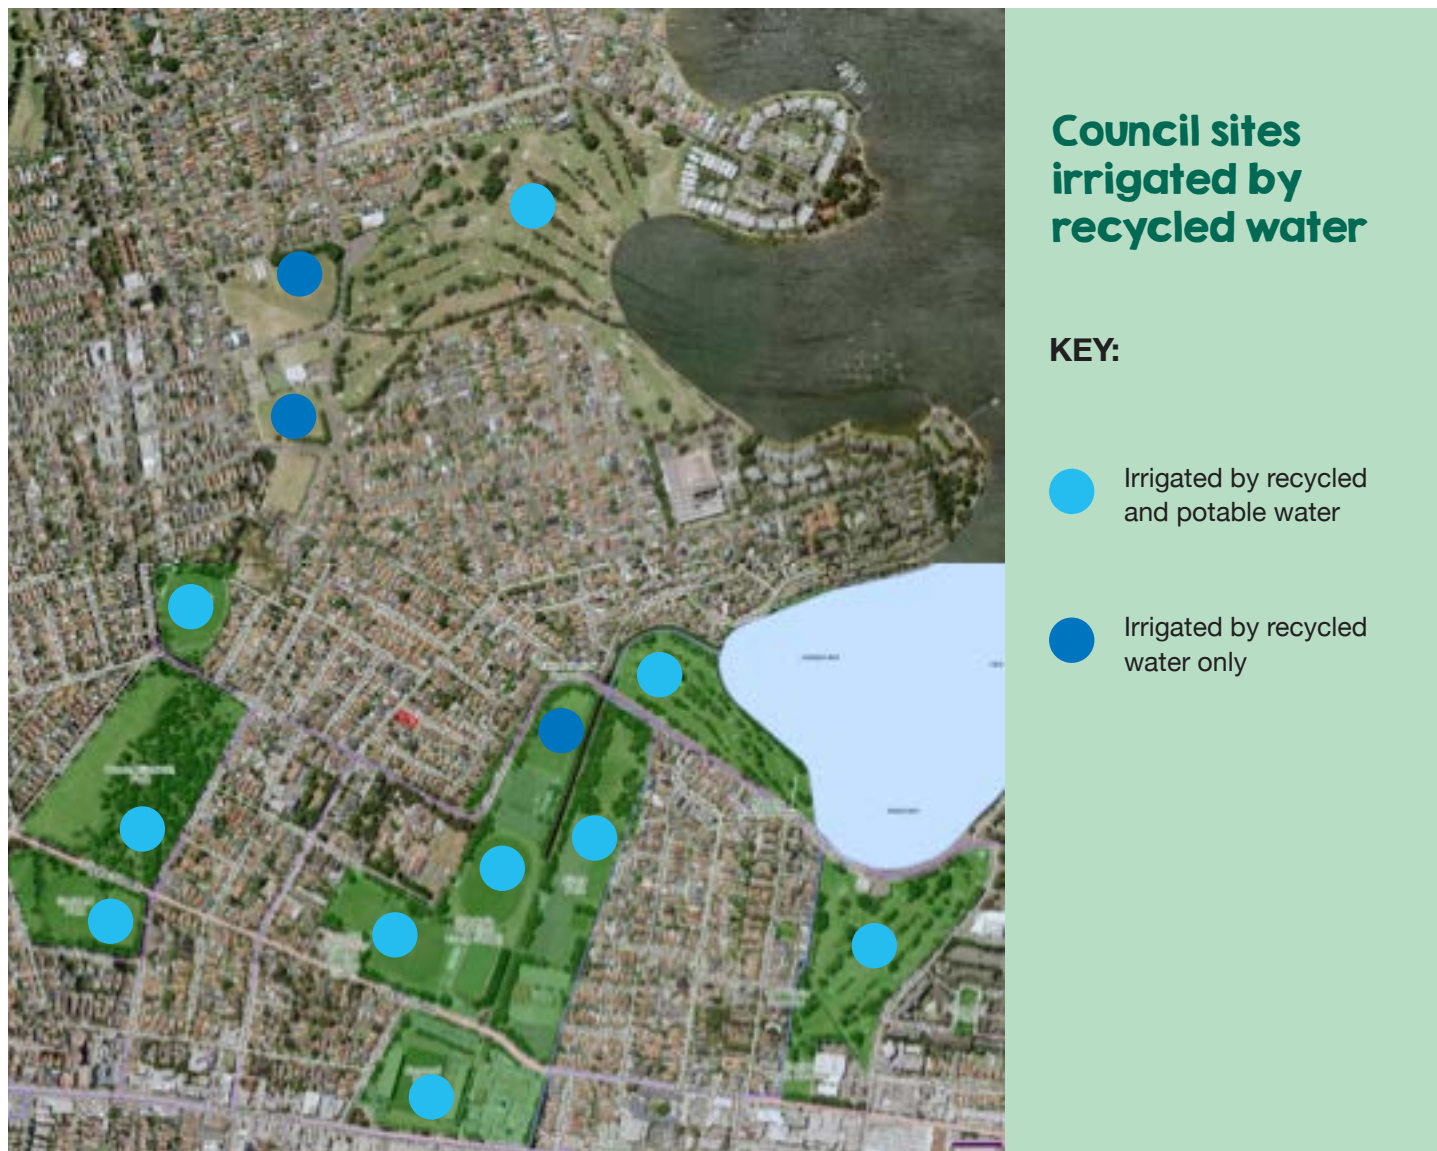 Council sites
irrigated by
recycled water
KEY:
Irrigated by recycled
and potable water
Irrigated by recycled
water only